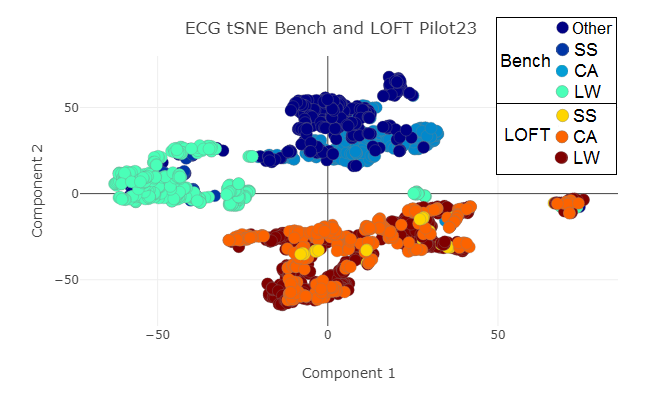 ECG tSNE Bench and LOFT Pilot23
Other
Bench
SS
CA
LW
LOFT
SS
CA
LW
50
0
−50
Component 2
−50
0
50
Component 1